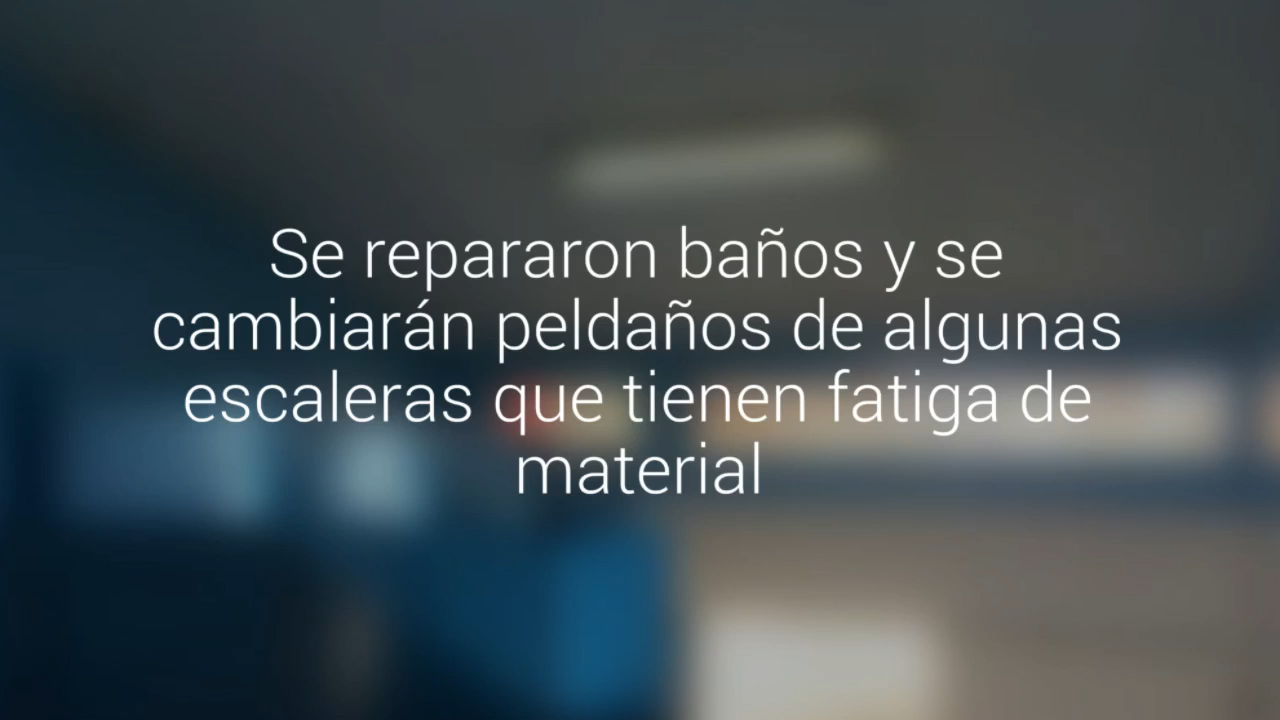 Se repararon baños y se
cambiarán peldaños de algunas
escaleras que tienen fatiga de
material